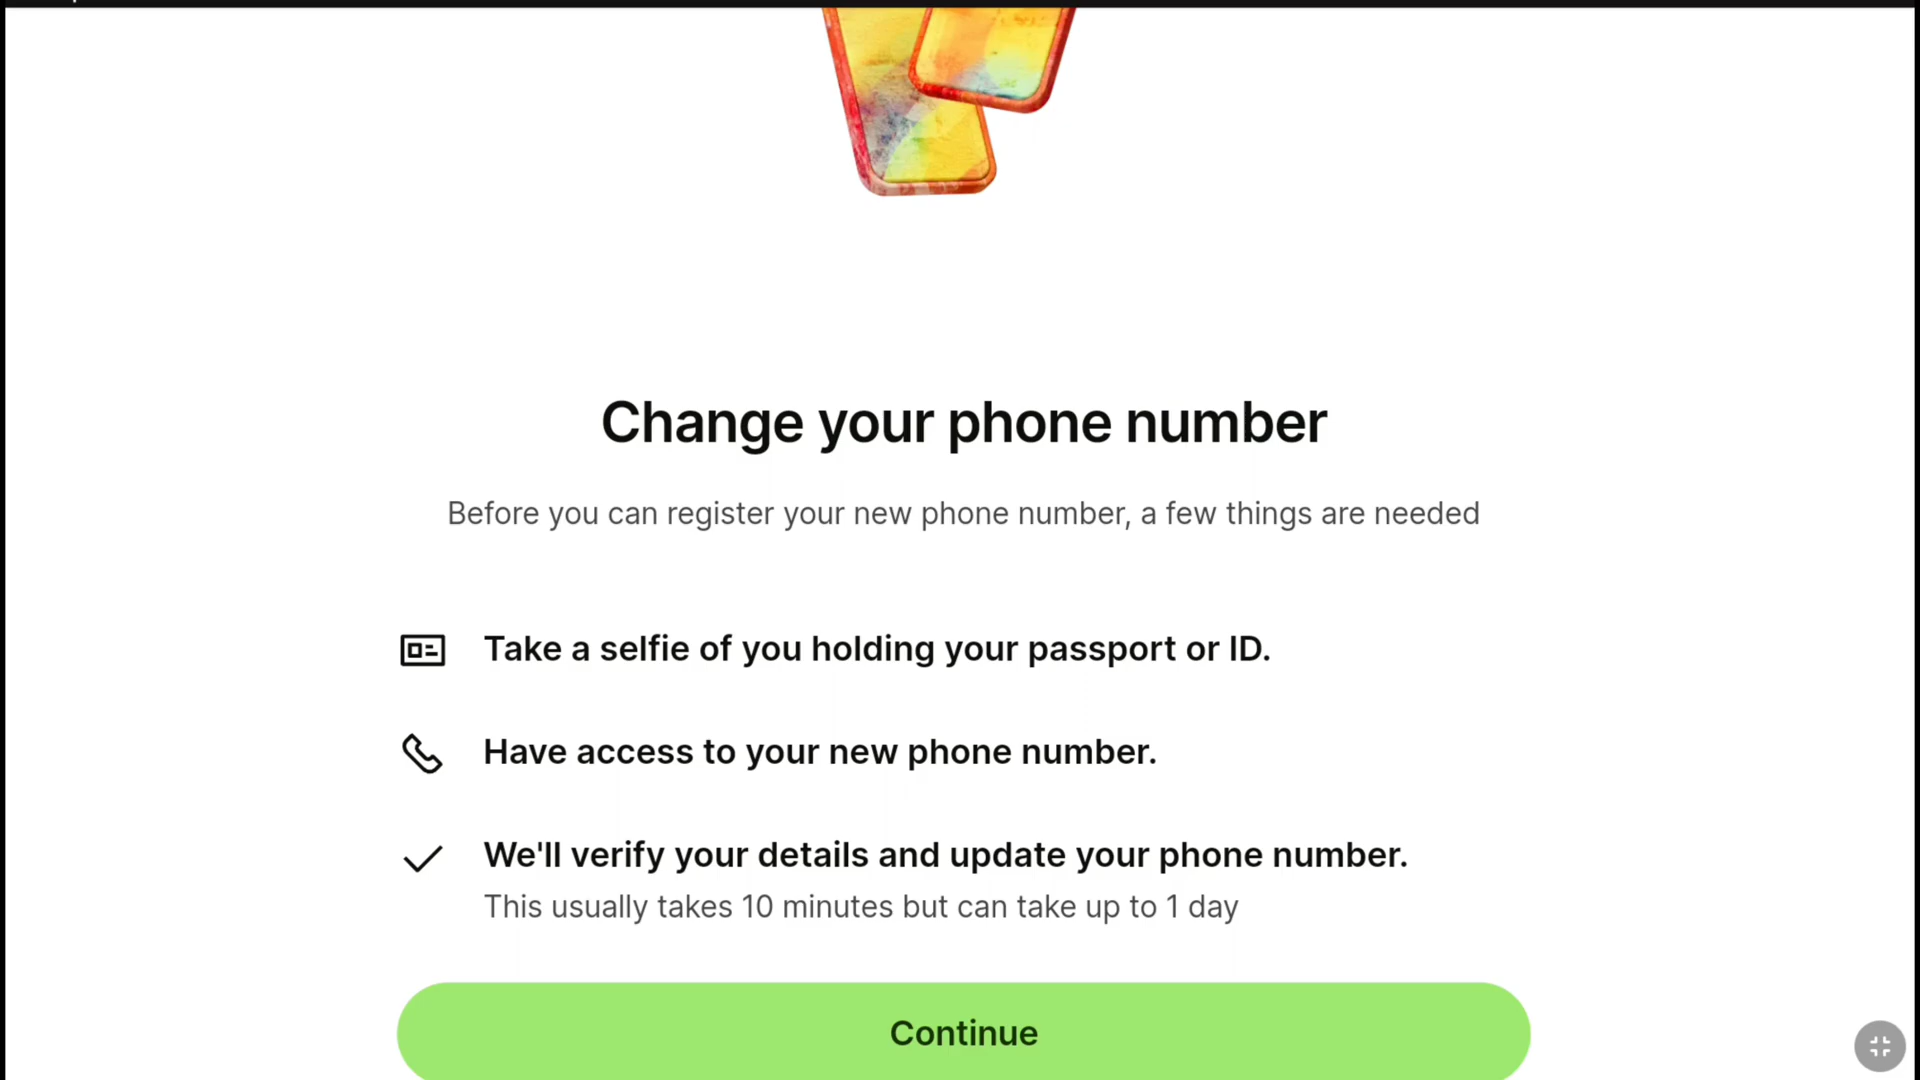 Change your phone number
Before you can register your new phone number, a few things are needed
Take a selfie of you holding your passport or ID.
Have access to your new phone number.
We'll verify your details and update your phone number.
This usually takes 10 minutes but can take up to 1 day
Continue